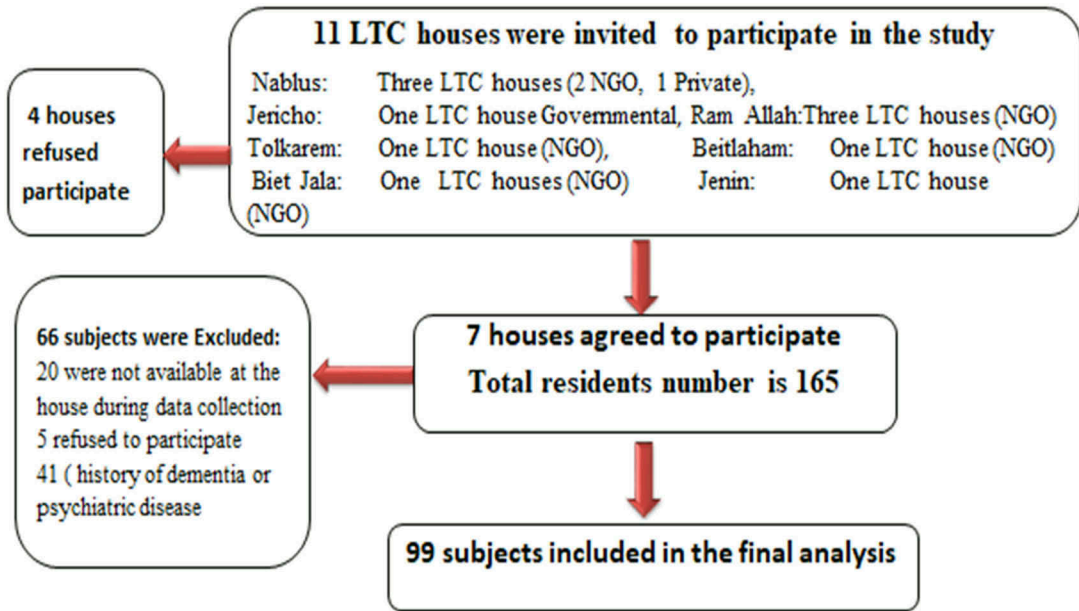 11 LTC houses were invited to participate in the study
Nablus: Three LTC houses (2 NGO, 1 Private),
Jericho: One LTC house Governmental, Ram Allah:Three LTC houses (NGO)
Tolkarem: One LTC house (NGO), Beitlaham: One LTC house (NGO)
Biet Jala: One LTC houses (NGO) Jenin: One LTC house
(NGO)
4 houses
refused
participate
7 houses agreed to participate
Total residents number is 165
66 subjects were Excluded:
20 were not available at the
house during data collection
5 refused to participate
41 ( history of dementia or
psychiatric disease
99 subjects included in the final analysis